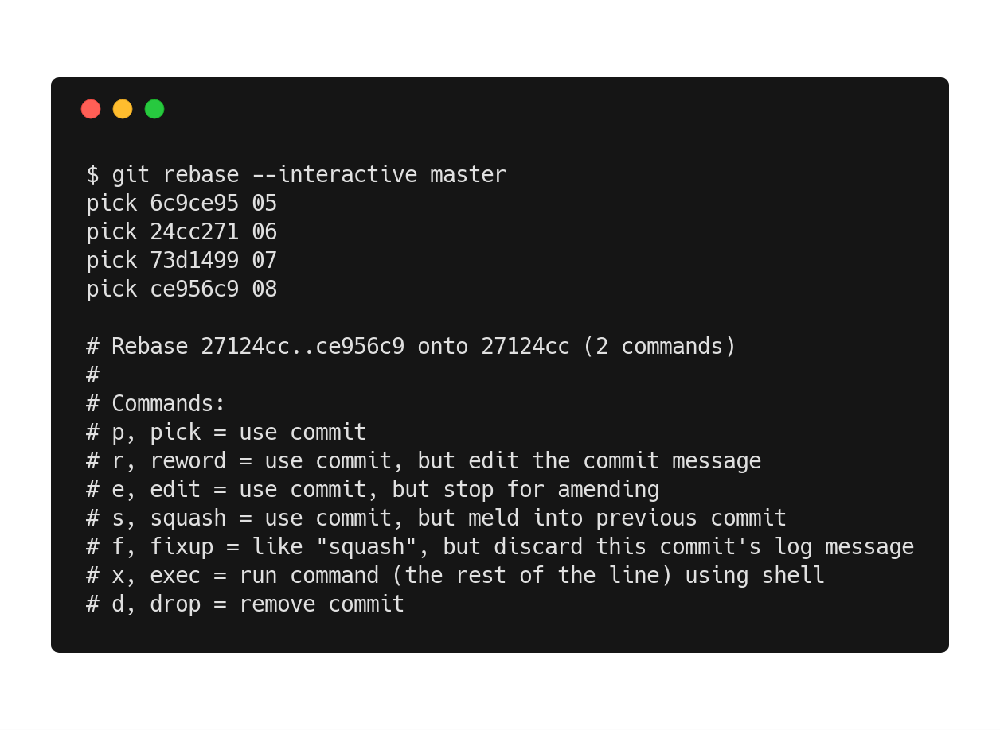 $ git rebase --interactive master
pick 6c9ce95 05
pick 24cc271 06
pick 73d1499 07
pick ce956c9 08

# Rebase 27124cc..ce956c9 onto 27124cc (2 commands)
#
# Commands:
# p, pick = use commit
# r, reword = use commit, but edit the commit message
# e, edit = use commit, but stop for amending
# s, squash = use commit, but meld into previous commit
# f, fixup = like "squash", but discard this commit's log message
# x, exec = run command (the rest of the line) using shell
# d, drop = remove commit